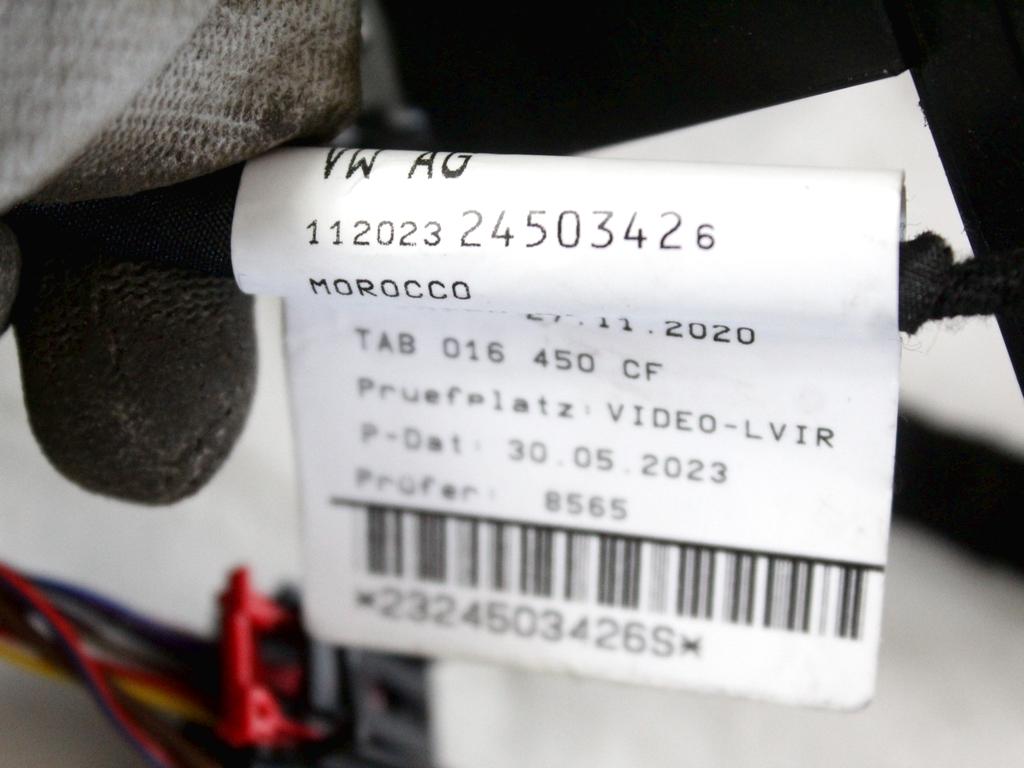 VW AG
112023 24503426
MOROCCO
27.11.2020
TAB 016 450 CF
Pruefplatz: VIDEO-LVIR
P-Dat: 30.05.2023
Prüfer: 8565
*2324503426S*